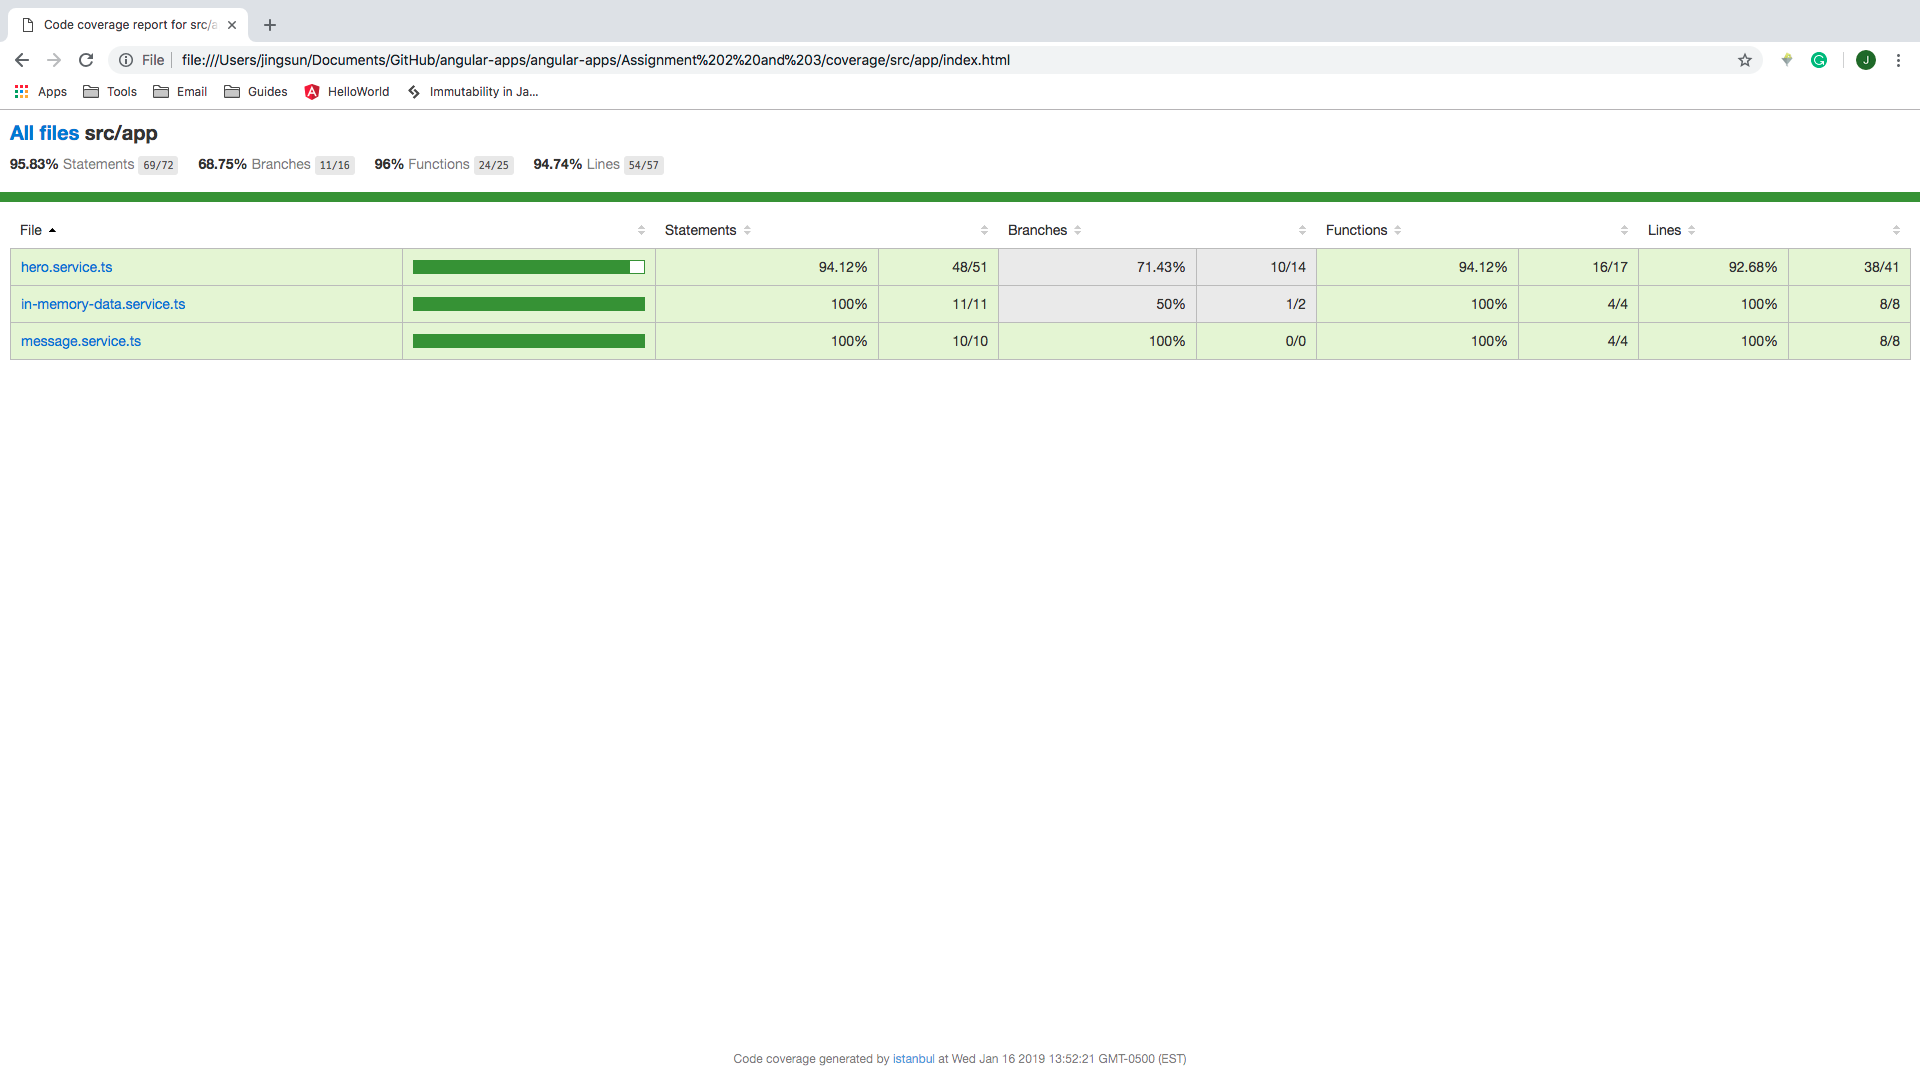 Code coverage report for src/a
File file:///Users/jingsun/Documents/GitHub/angular-apps/angular-apps/Assignment%202%20and%203/coverage/src/app/index.html J
Apps Tools Email Guides HelloWorld Immutability in Ja...
All files src/app
95.83% Statements 69/72 68.75% Branches 11/16 96% Functions 24/25 94.74% Lines 54/57
File Statements Branches Functions Lines
hero.service.ts 94.12% 48/51 71.43% 10/14 94.12% 16/17 92.68% 38/41
in-memory-data.service.ts 100% 11/11 50% 1/2 100% 4/4 100% 8/8
message.service.ts 100% 10/10 100% 0/0 100% 4/4 100% 8/8
Code coverage generated by istanbul at Wed Jan 16 2019 13:52:21 GMT-0500 (EST)